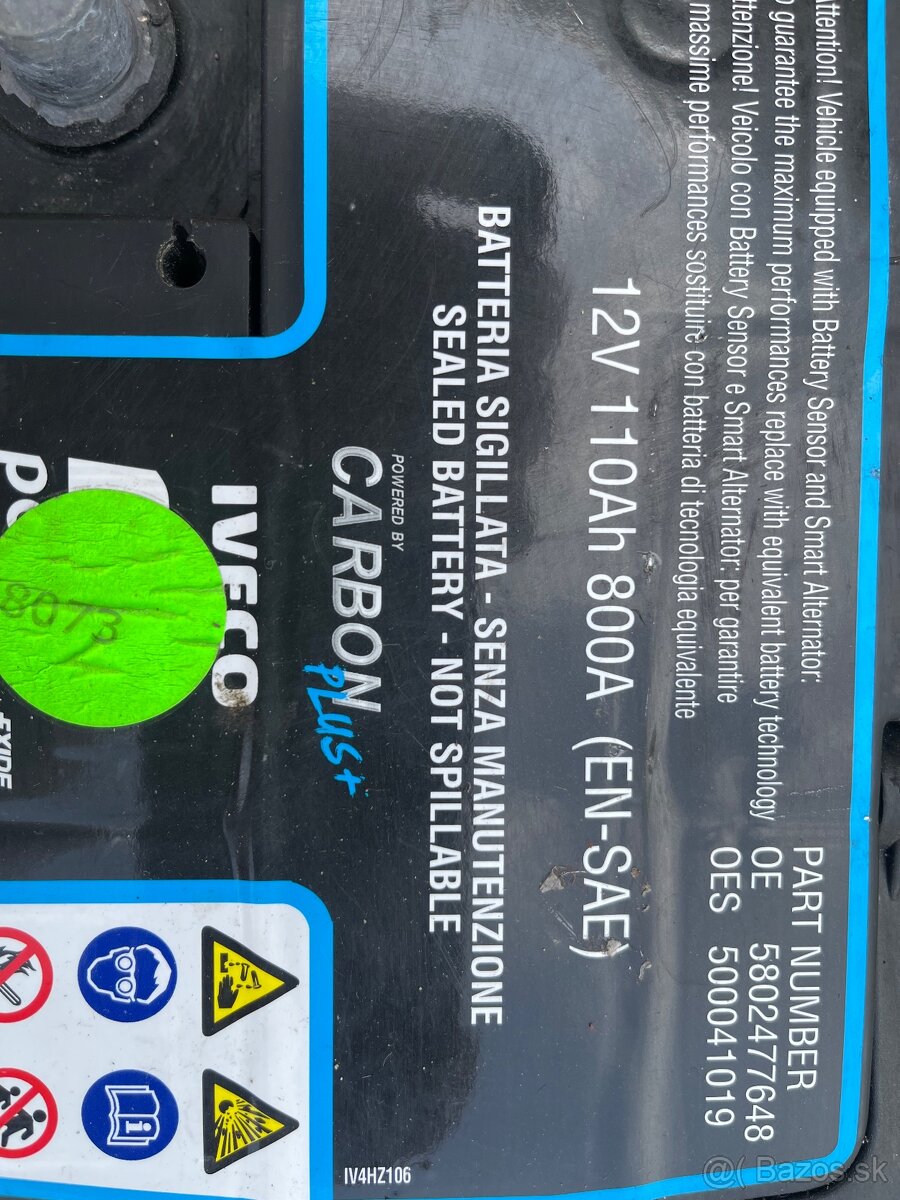 Attention! Vehicle equipped with Battery Sensor and Smart Alternator:
guarantee the maximum performances replace with equivalent battery technology
Attenzione! Veicolo con Battery Sensor e Smart Alternator: per garantire
massime performances sostituire con batteria di tecnologia equivalente
PART NUMBER
OE 5802477648
OES 500041019
12V 110Ah 800A (EN-SAE)
BATTERIA SIGILLATA - SENZA MANUTENZIONE
SEALED BATTERY - NOT SPILLABLE
POWERED BY
CARBON
PLUS+
IVECO
8073
EXIDE
IV4HZ106
Bazos.sk